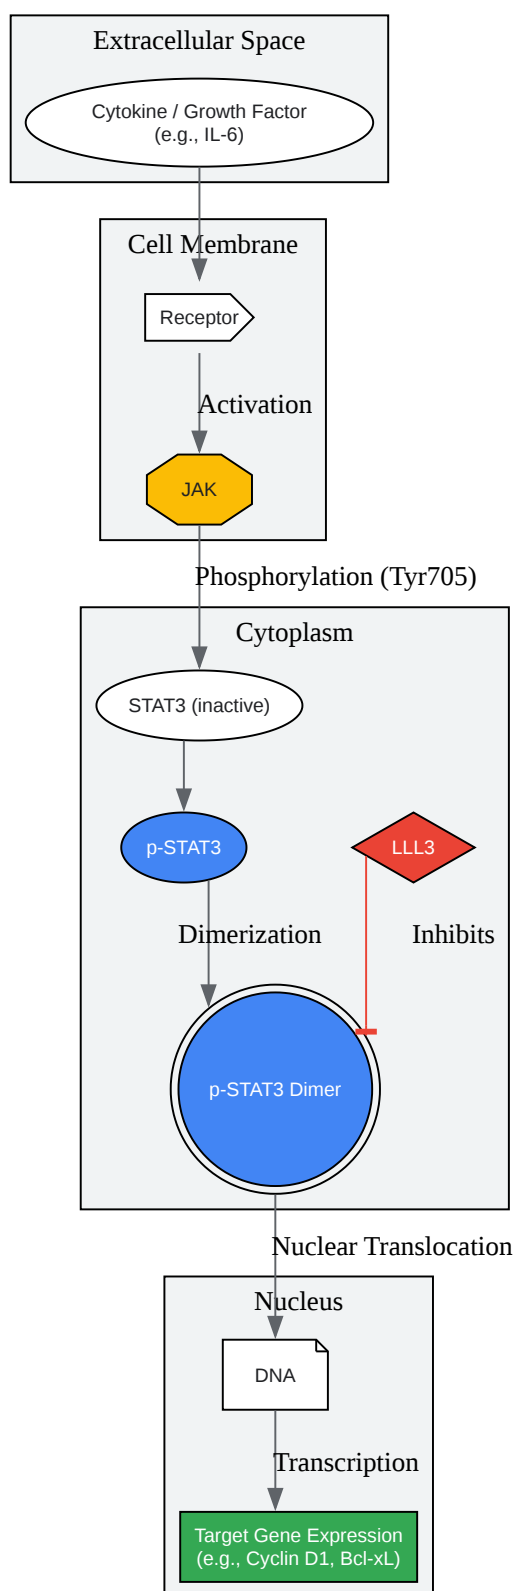 Extracellular Space
Cytokine / Growth Factor
(e.g., IL-6)
Cell Membrane
Receptor
Activation
JAK
Phosphorylation (Tyr705)
Cytoplasm
STAT3 (inactive)
p-STAT3
LLL3
Dimerization
Inhibits
p-STAT3 Dimer
Nuclear Translocation
Nucleus
DNA
Transcription
Target Gene Expression
(e.g., Cyclin D1, Bcl-xL)